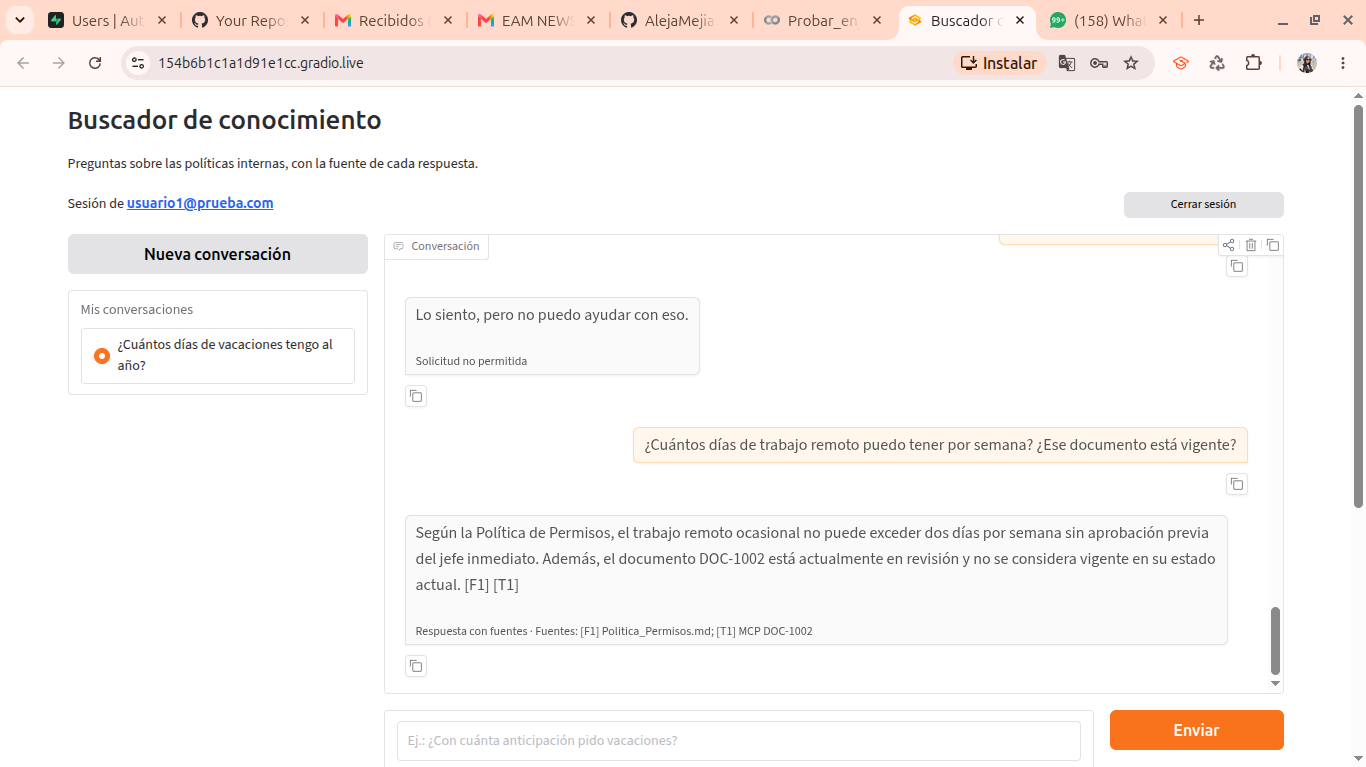 Users | Aut
Your Repo
Recibidos
EAM NEWS
AlejaMejia
Probar_en
Buscador c
99+
(158) Wha
154b6b1c1a1d91e1cc.gradio.live
Instalar
Buscador de conocimiento
Preguntas sobre las políticas internas, con la fuente de cada respuesta.
Sesión de usuario1@prueba.com
Cerrar sesión
Nueva conversación
Mis conversaciones
¿Cuántos días de vacaciones tengo al
año?
Conversación
Lo siento, pero no puedo ayudar con eso.
Solicitud no permitida
¿Cuántos días de trabajo remoto puedo tener por semana? ¿Ese documento está vigente?
Según la Política de Permisos, el trabajo remoto ocasional no puede exceder dos días por semana sin aprobación previa
del jefe inmediato. Además, el documento DOC-1002 está actualmente en revisión y no se considera vigente en su estado
actual. [F1] [T1]
Respuesta con fuentes · Fuentes: [F1] Politica_Permisos.md; [T1] MCP DOC-1002
Ej.: ¿Con cuánta anticipación pido vacaciones?
Enviar